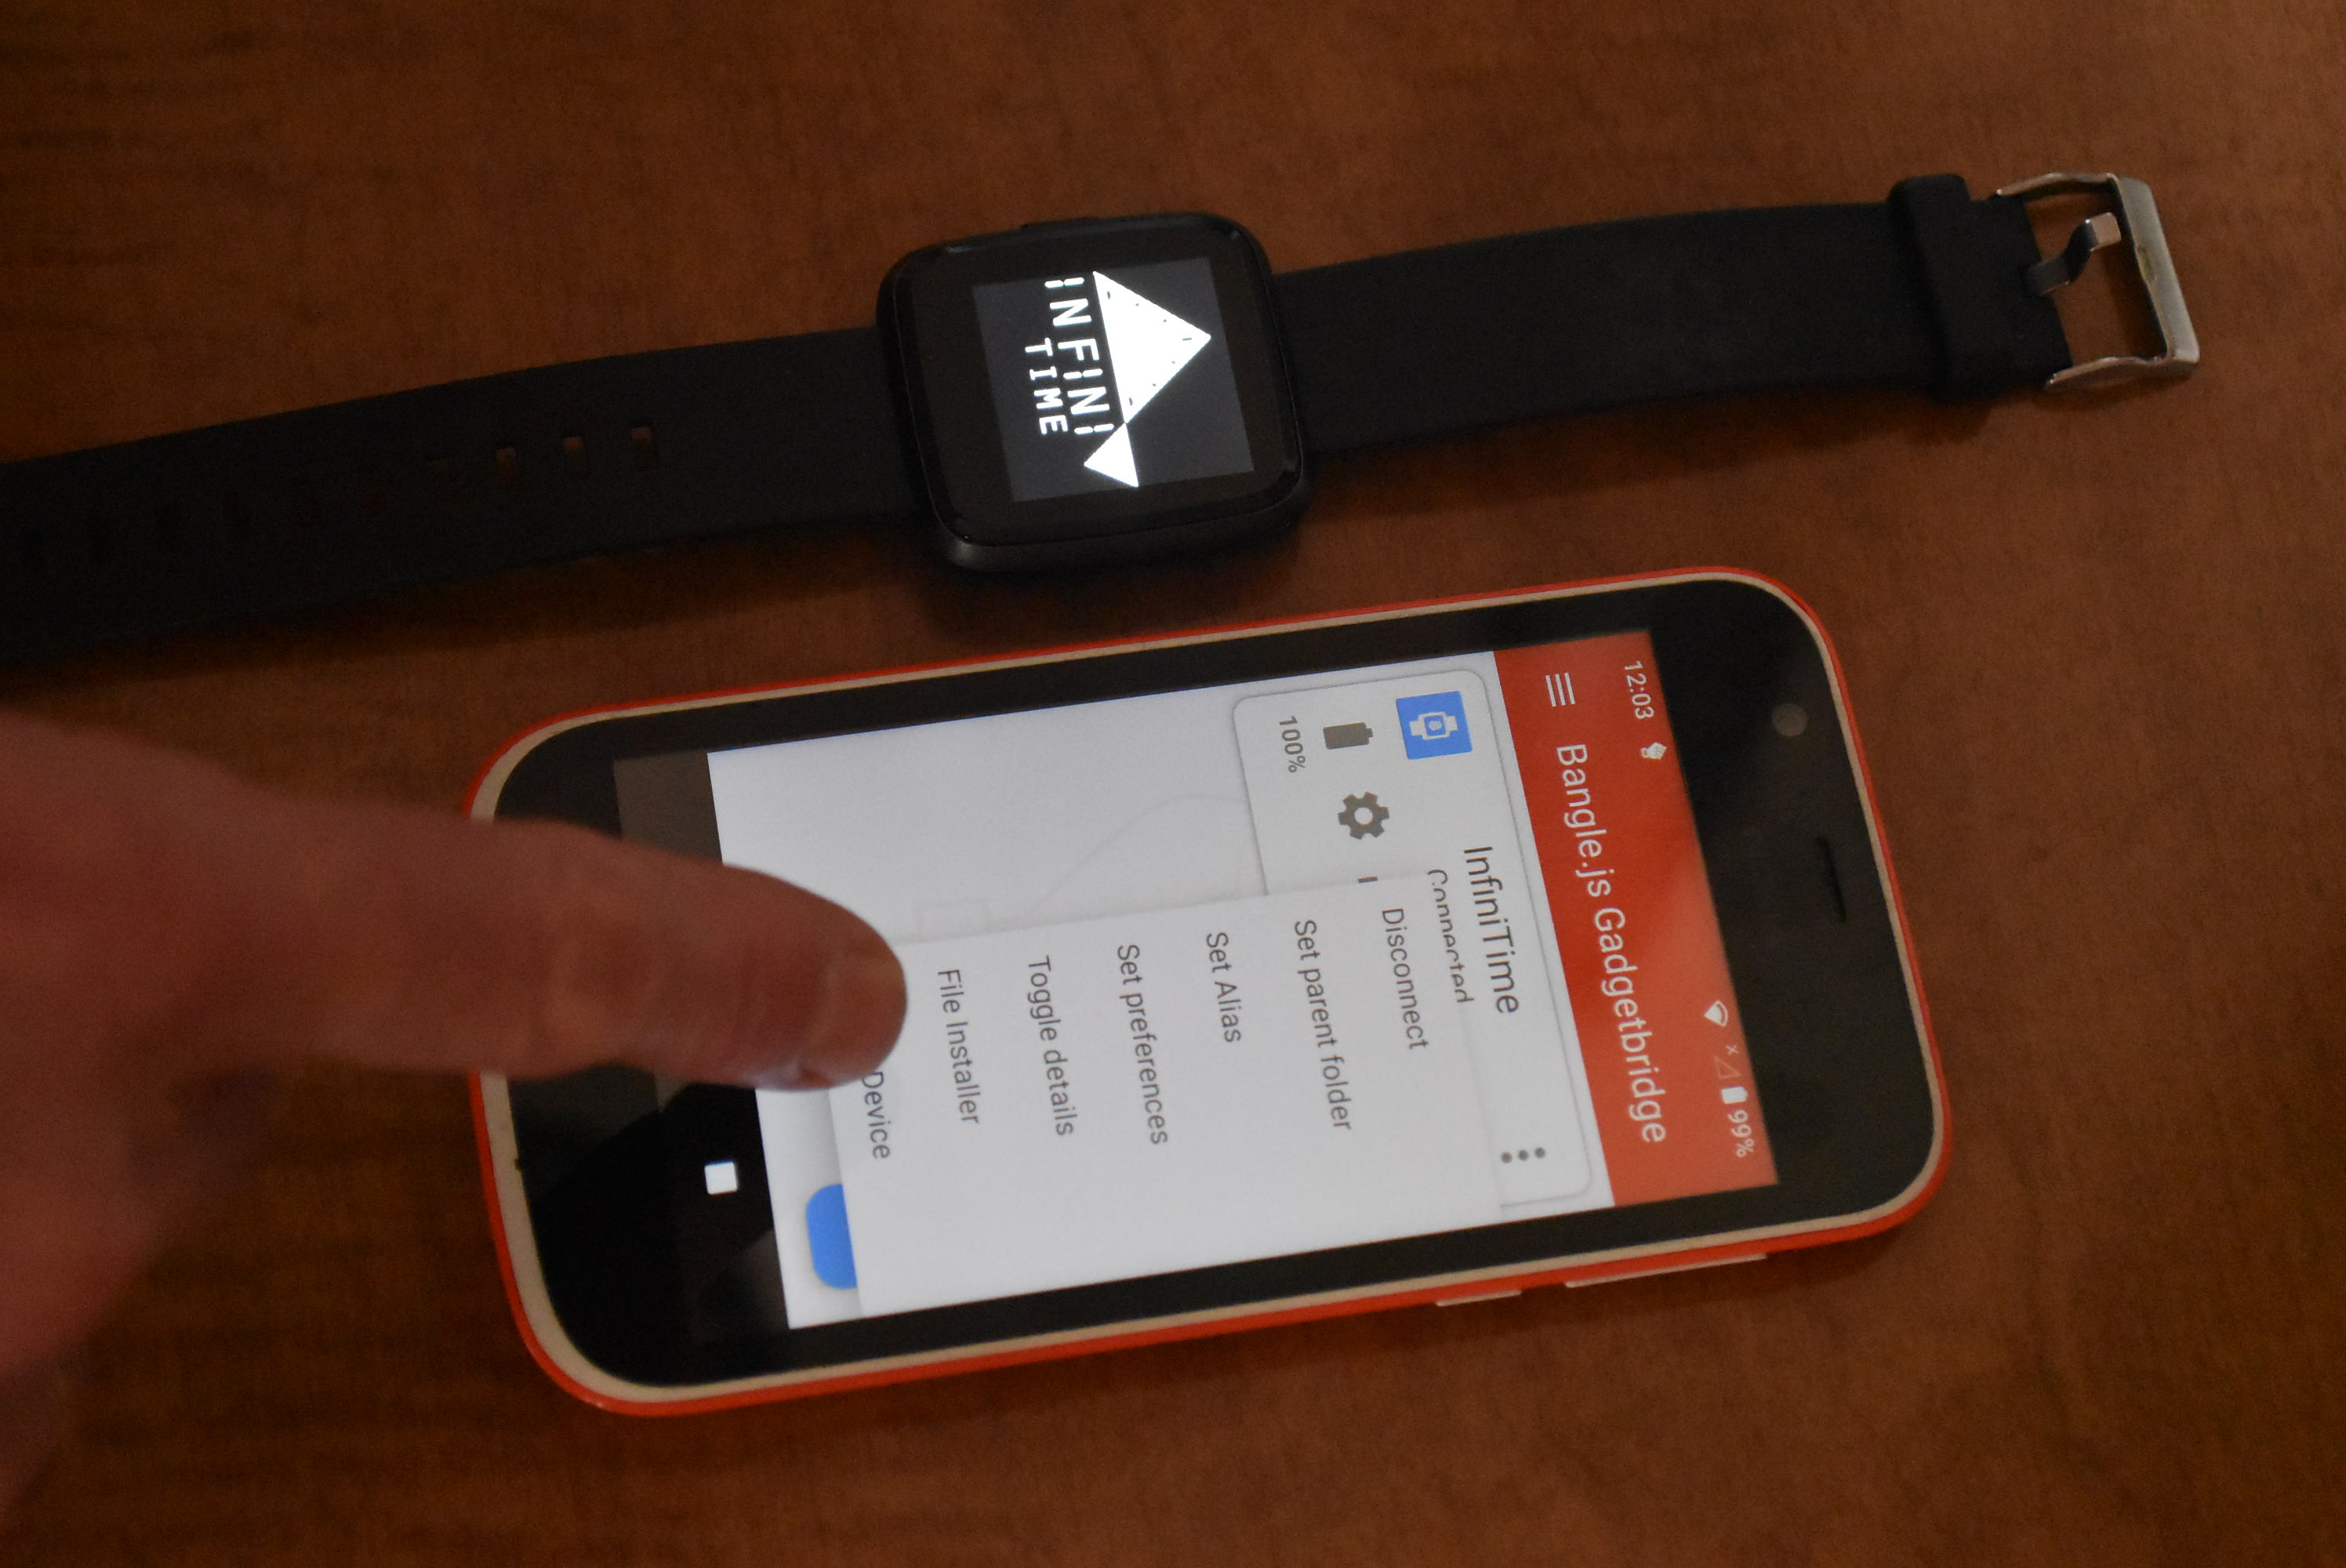 INFINI
TIME
12:03
99%
Bangle.js Gadgetbridge
InfiniTime
Connected
100%
Disconnect
Set parent folder
Set Alias
Set preferences
Toggle details
File Installer
Device